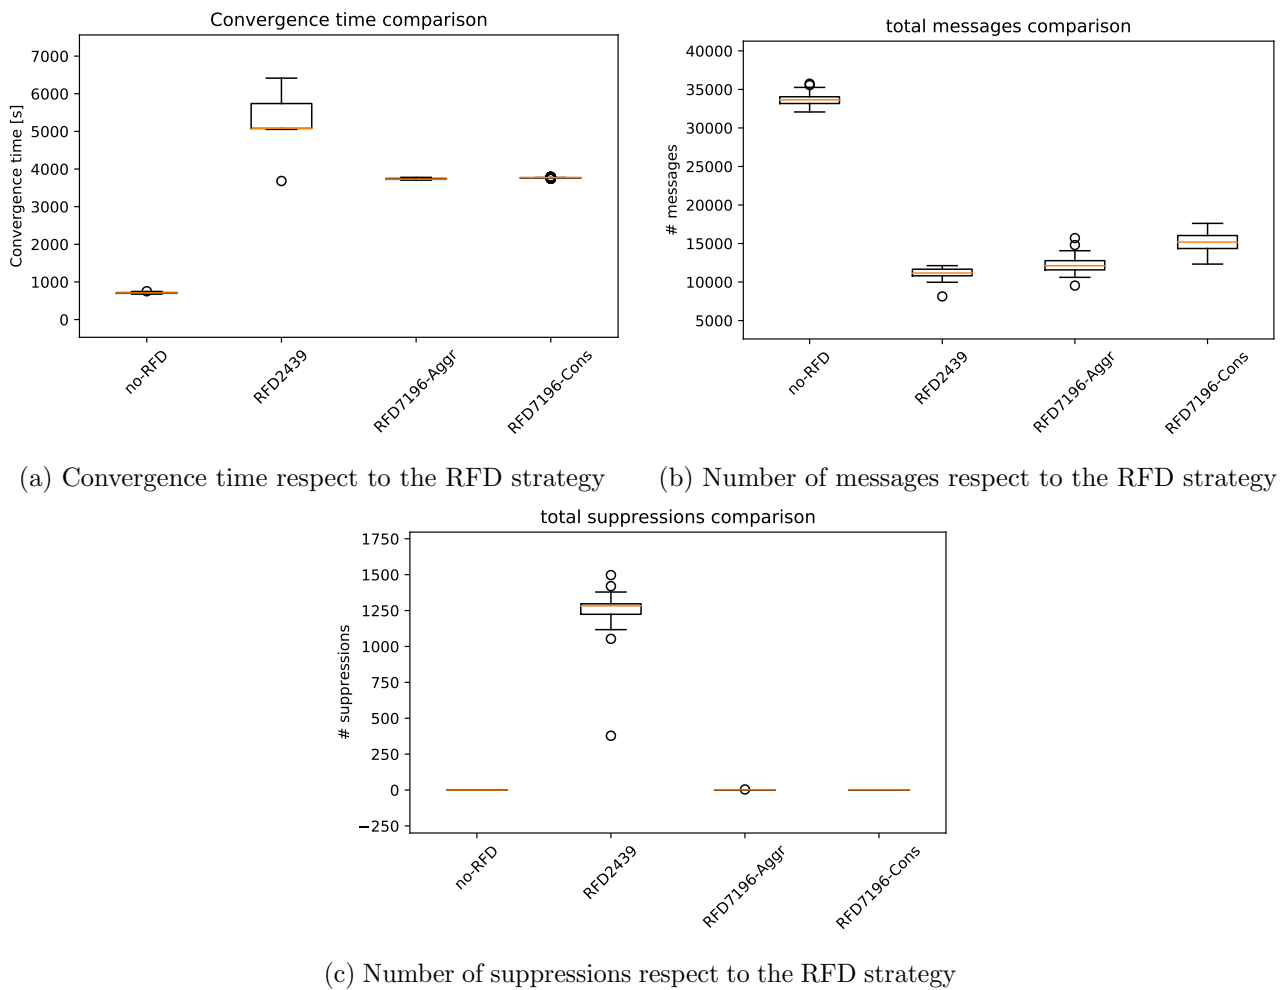 Convergence time comparison
Convergence time [s]
7000
6000
5000
4000
3000
2000
1000
0
no-RFD
RFD2439
RFD7196-Aggr
RFD7196-Cons
(a) Convergence time respect to the RFD strategy
total messages comparison
# messages
40000
35000
30000
25000
20000
15000
10000
5000
no-RFD
RFD2439
RFD7196-Aggr
RFD7196-Cons
(b) Number of messages respect to the RFD strategy
total suppressions comparison
# suppressions
1750
1500
1250
1000
750
500
250
0
−250
no-RFD
RFD2439
RFD7196-Aggr
RFD7196-Cons
(c) Number of suppressions respect to the RFD strategy